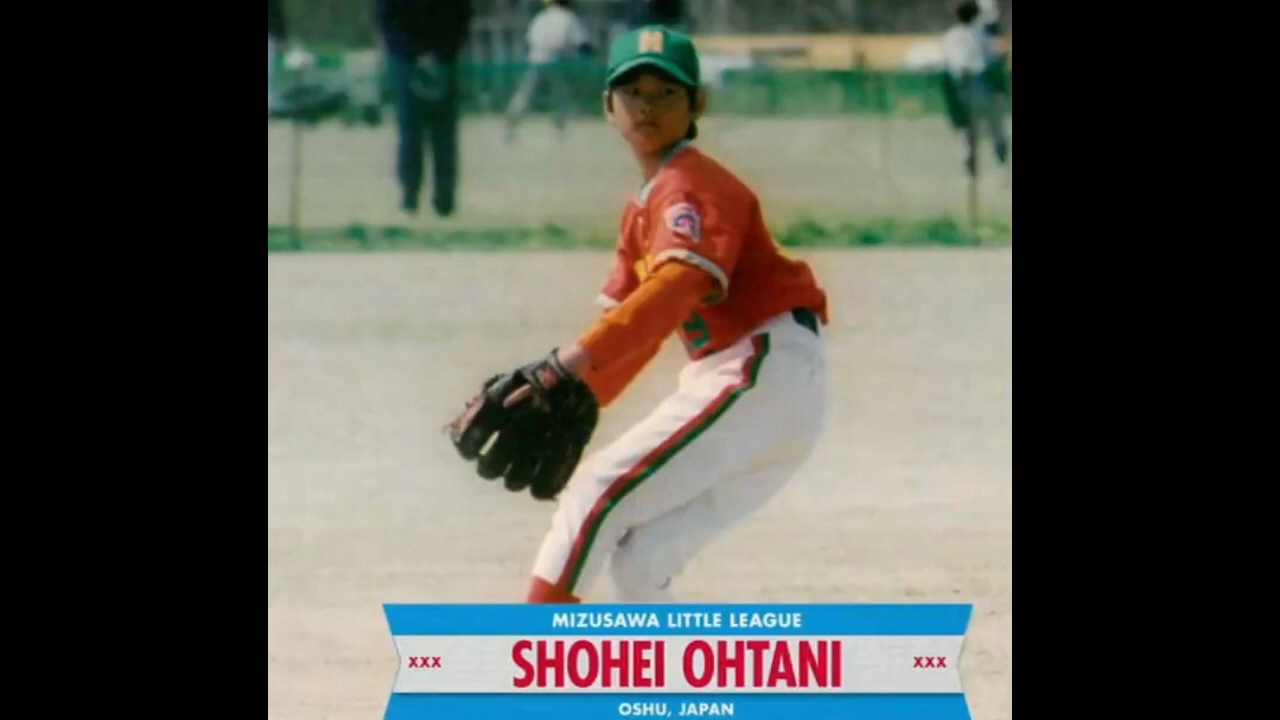 MIZUSAWA LITTLE LEAGUE
XXX SHOHEI OHTANI XXX
OSHU, JAPAN